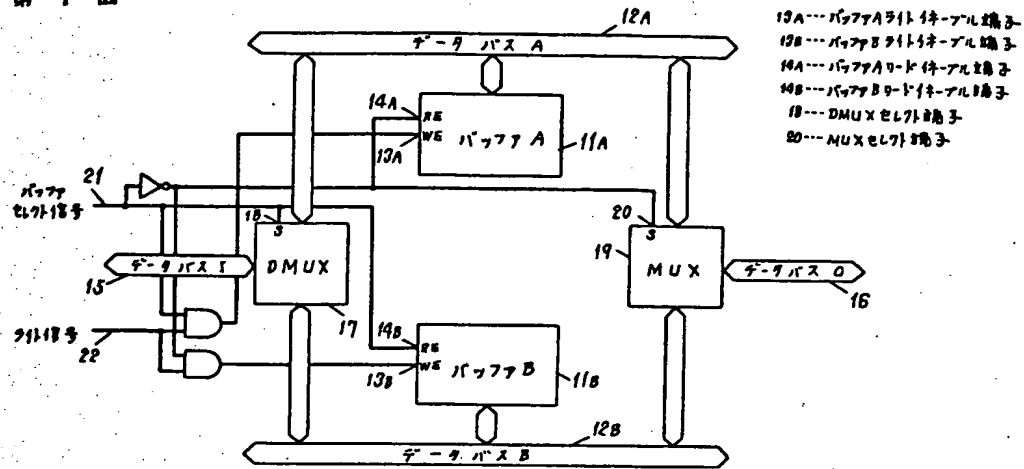 第 1 図
12A
データ バス A
13A---バッファAライトイネーブル端子
13B---バッファBライトイネーブル端子
14A---バッファAリードイネーブル端子
14B---バッファBリードイネーブル端子
18---DMUXセレクト端子
20---MUXセレクト端子
14A
RE
WE
13A
バッファ A
11A
21
バッファ
セレクト信号
18
S
20
S
データバス I
15
DMUX
17
19
MUX
データバス O
16
ライト信号
22
14B
RE
WE
13B
バッファ B
11B
12B
データ バス B